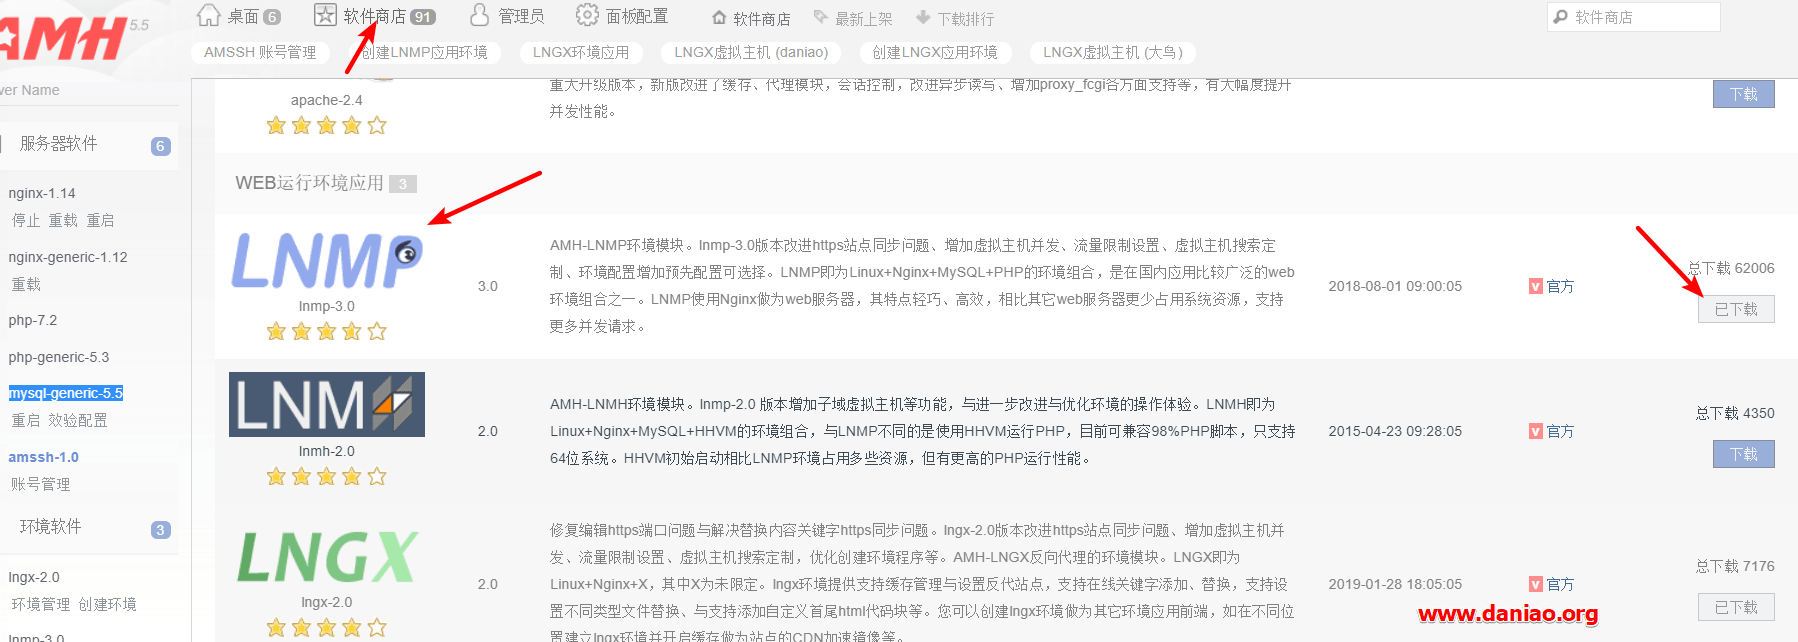 AMH 5.5
桌面 6 软件商店 91 管理员 面板配置 软件商店 最新上架 下载排行 软件商店
AMSSH 账号管理 创建LNMP应用环境 LNGX环境应用 LNGX虚拟主机 (daniao) 创建LNGX应用环境 LNGX虚拟主机 (大鸟)
ver Name
服务器软件 6
nginx-1.14
停止 重载 重启
nginx-generic-1.12
重载
php-7.2
php-generic-5.3
mysql-generic-5.5
重启 效验配置
amssh-1.0
账号管理
环境软件 3
lngx-2.0
环境管理 创建环境
lnmp-3.0
apache-2.4
重大升级版本，新版改进了缓存、代理模块，会话控制，改进异步读写、增加proxy_fcgi各方面支持等，有大幅度提升
并发性能。
下载
WEB运行环境应用 3
LNMP
lnmp-3.0
3.0
AMH-LNMP环境模块。lnmp-3.0版本改进https站点同步问题、增加虚拟主机并发、流量限制设置、虚拟主机搜索定
制、环境配置增加预先配置可选择。LNMP即为Linux+Nginx+MySQL+PHP的环境组合，是在国内应用比较广泛的web
环境组合之一。LNMP使用Nginx做为web服务器，其特点轻巧、高效，相比其它web服务器更少占用系统资源，支持
更多并发请求。
2018-08-01 09:00:05
V 官方
总下载 62006
已下载
LNMH
lnmh-2.0
2.0
AMH-LNMH环境模块。lnmp-2.0 版本增加子域虚拟主机等功能，与进一步改进与优化环境的操作体验。LNMH即为
Linux+Nginx+MySQL+HHVM的环境组合，与LNMP不同的是使用HHVM运行PHP，目前可兼容98%PHP脚本，只支持
64位系统。HHVM初始启动相比LNMP环境占用多些资源，但有更高的PHP运行性能。
2015-04-23 09:28:05
V 官方
总下载 4350
下载
LNGX
lngx-2.0
2.0
修复编辑https端口问题与解决替换内容关键字https同步问题。lngx-2.0版本改进https站点同步问题、增加虚拟主机并
发、流量限制设置、虚拟主机搜索定制，优化创建环境程序等。AMH-LNGX反向代理的环境模块。LNGX即为
Linux+Nginx+X，其中X为未限定。lngx环境提供支持缓存管理与设置反代站点，支持在线关键字添加、替换，支持设
置不同类型文件替换、与支持添加自定义首尾html代码块等。您可以创建lngx环境做为其它环境应用前端，如在不同位
置建立lngx环境并开启缓存做为站点的CDN加速镜像等。
2019-01-28 18:05:05
V 官方
总下载 7176
已下载
www.daniao.org